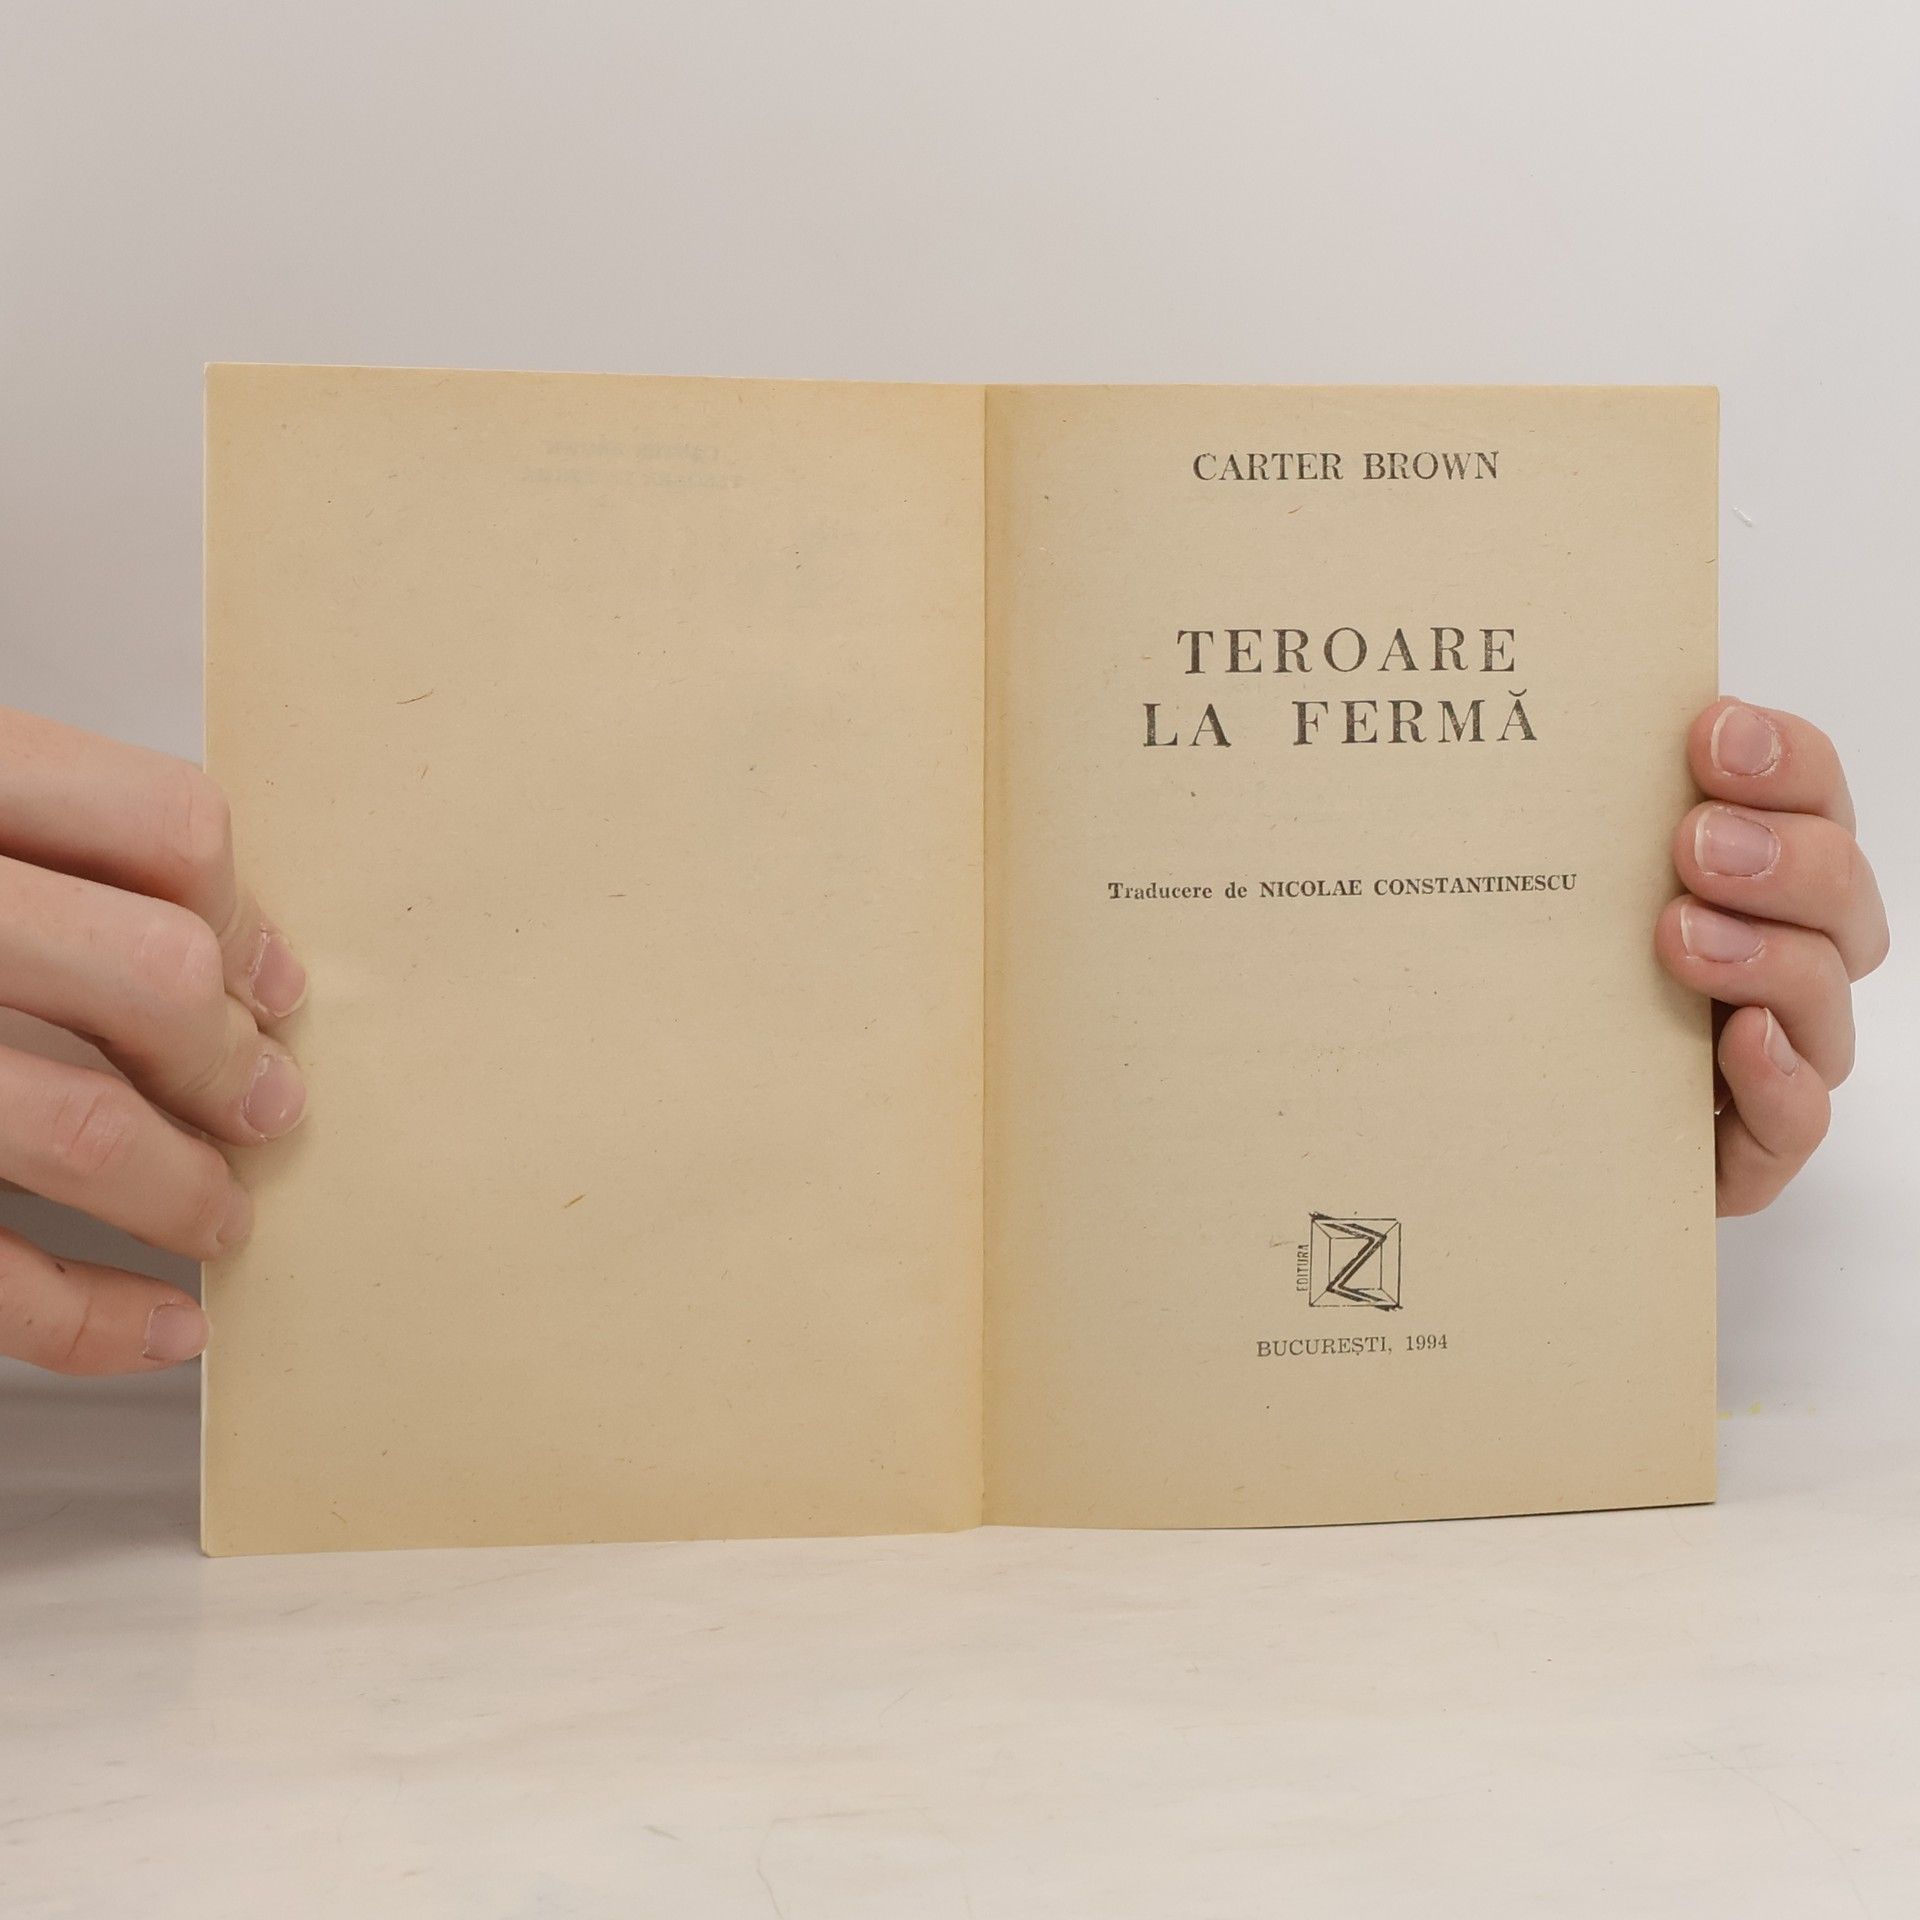 CARTER BROWN
TEROARE
LA FERMĂ
Traducere de NICOLAE CONSTANTINESCU
EDITURA
Z
BUCUREȘTI, 1994